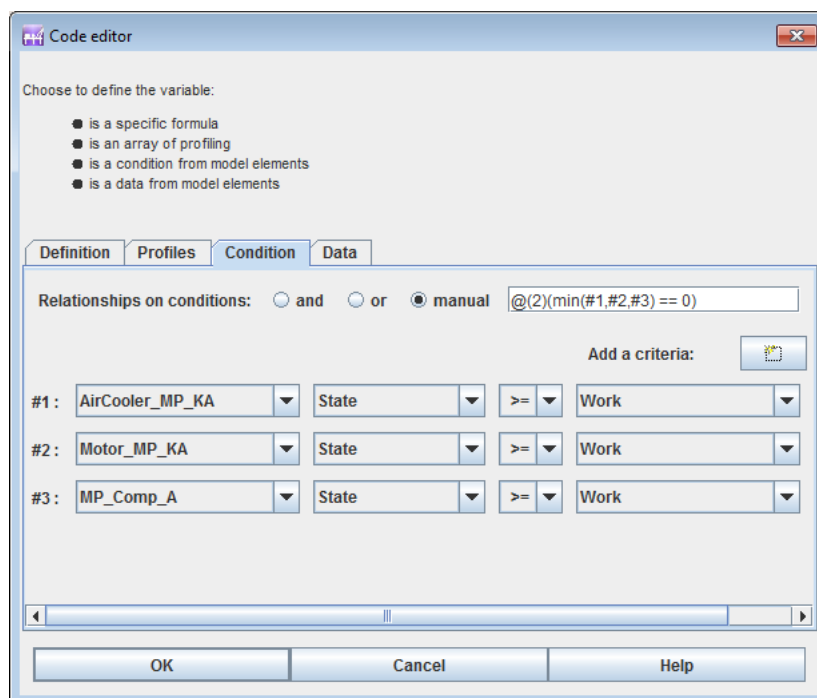 Code editor
Choose to define the variable:
is a specific formula
is an array of profiling
is a condition from model elements
is a data from model elements
Definition Profiles Condition Data
Relationships on conditions: and or manual @(2)(min(#1,#2,#3) == 0)
Add a criteria:
#1 : AirCooler_MP_KA State >= Work
#2 : Motor_MP_KA State >= Work
#3 : MP_Comp_A State >= Work
OK Cancel Help